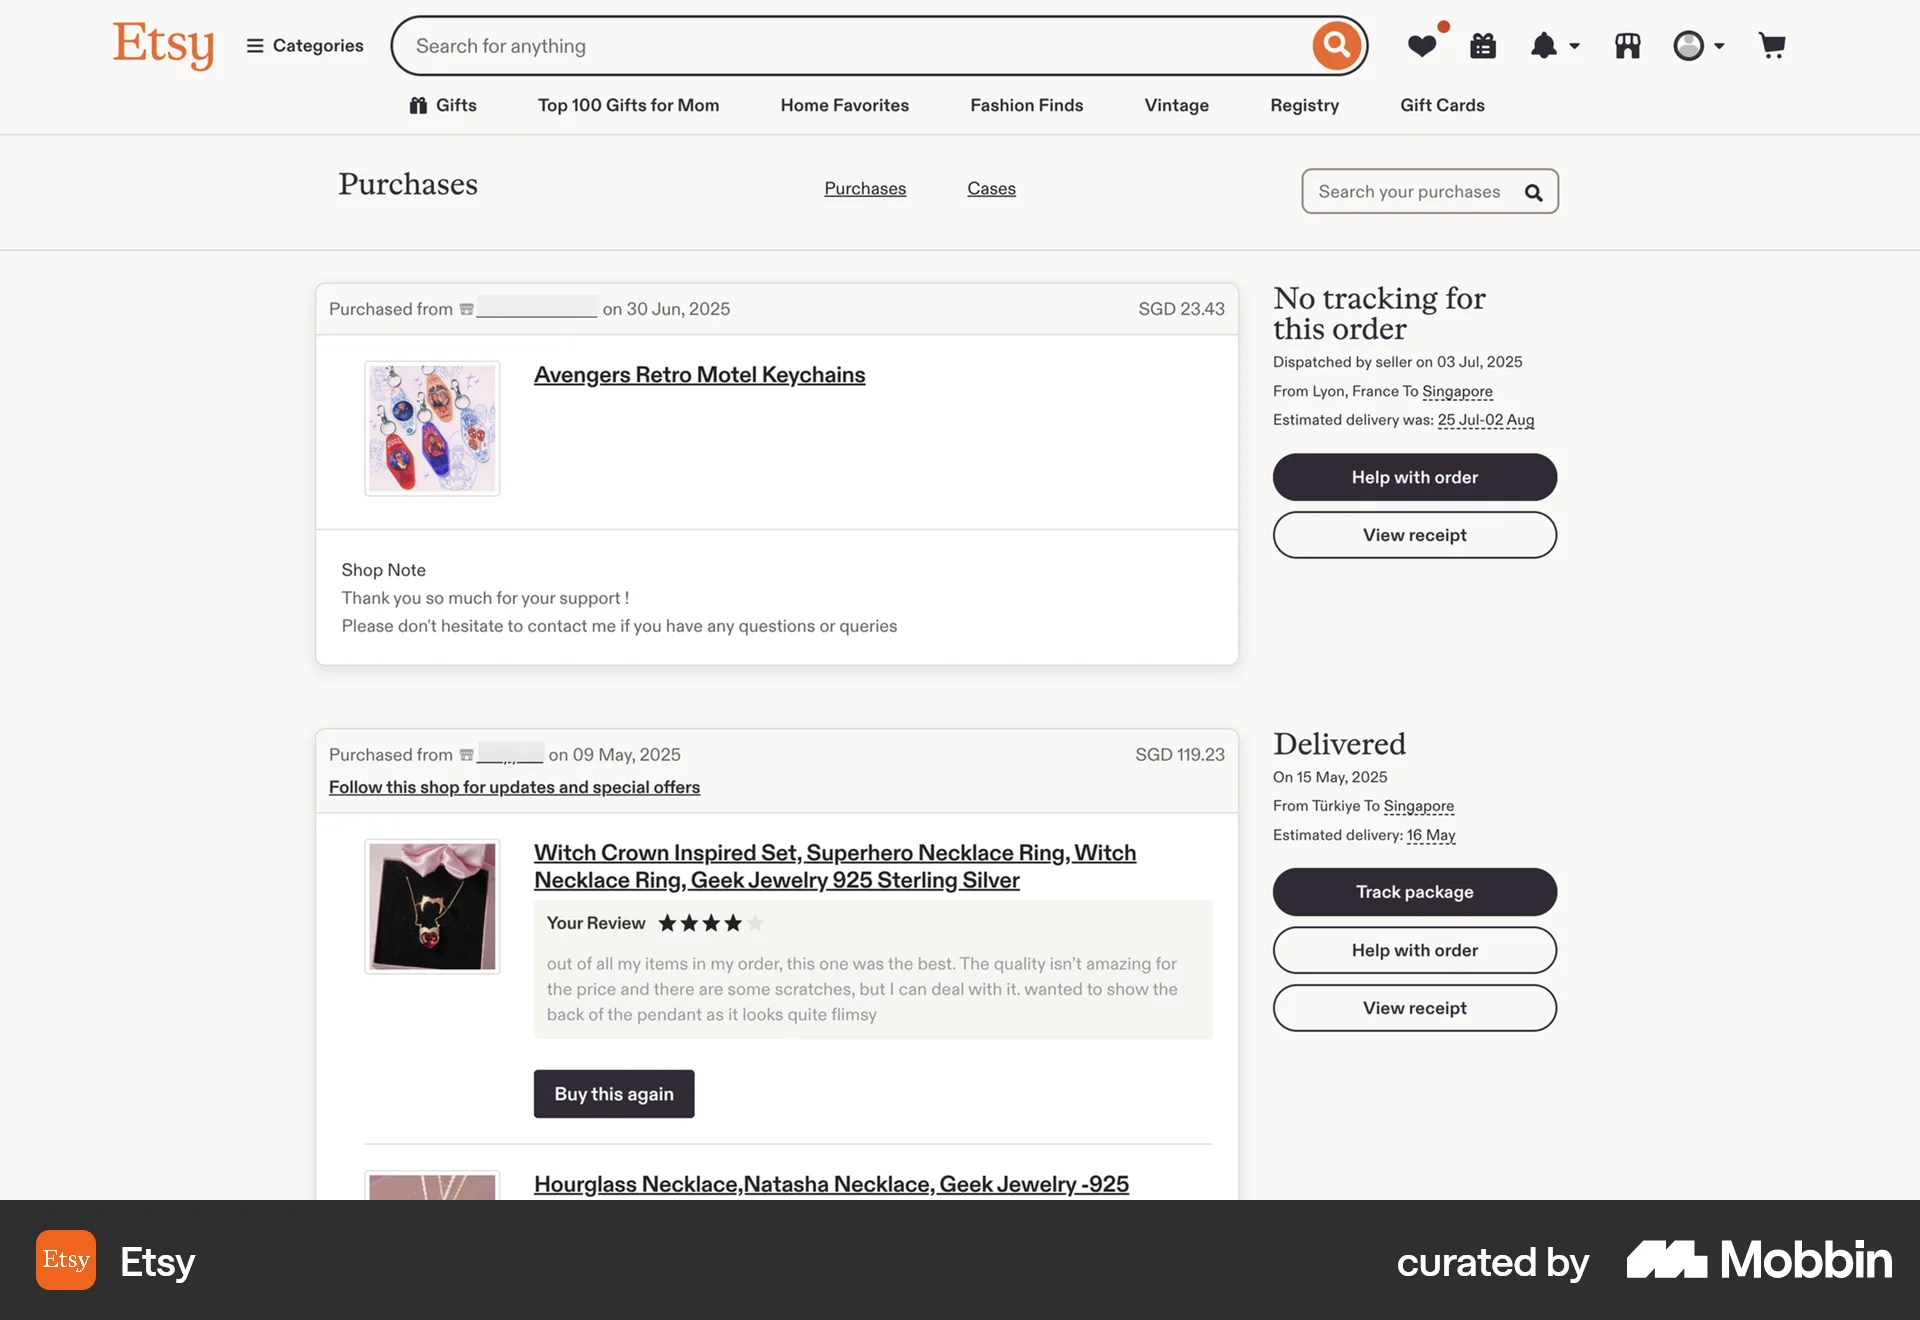 Etsy
Categories
Search for anything
Gifts
Top 100 Gifts for Mom
Home Favorites
Fashion Finds
Vintage
Registry
Gift Cards
Purchases
Purchases
Cases
Search your purchases
Purchased from on 30 Jun, 2025
SGD 23.43
Avengers Retro Motel Keychains
Shop Note
Thank you so much for your support !
Please don't hesitate to contact me if you have any questions or queries
No tracking for
this order
Dispatched by seller on 03 Jul, 2025
From Lyon, France To Singapore
Estimated delivery was: 25 Jul-02 Aug
Help with order
View receipt
Purchased from on 09 May, 2025
SGD 119.23
Follow this shop for updates and special offers
Witch Crown Inspired Set, Superhero Necklace Ring, Witch
Necklace Ring, Geek Jewelry 925 Sterling Silver
Your Review
out of all my items in my order, this one was the best. The quality isn't amazing for
the price and there are some scratches, but I can deal with it. wanted to show the
back of the pendant as it looks quite flimsy
Buy this again
Hourglass Necklace,Natasha Necklace, Geek Jewelry -925
Delivered
On 15 May, 2025
From Türkiye To Singapore
Estimated delivery: 16 May
Track package
Help with order
View receipt
Etsy
Etsy
curated by
Mobbin